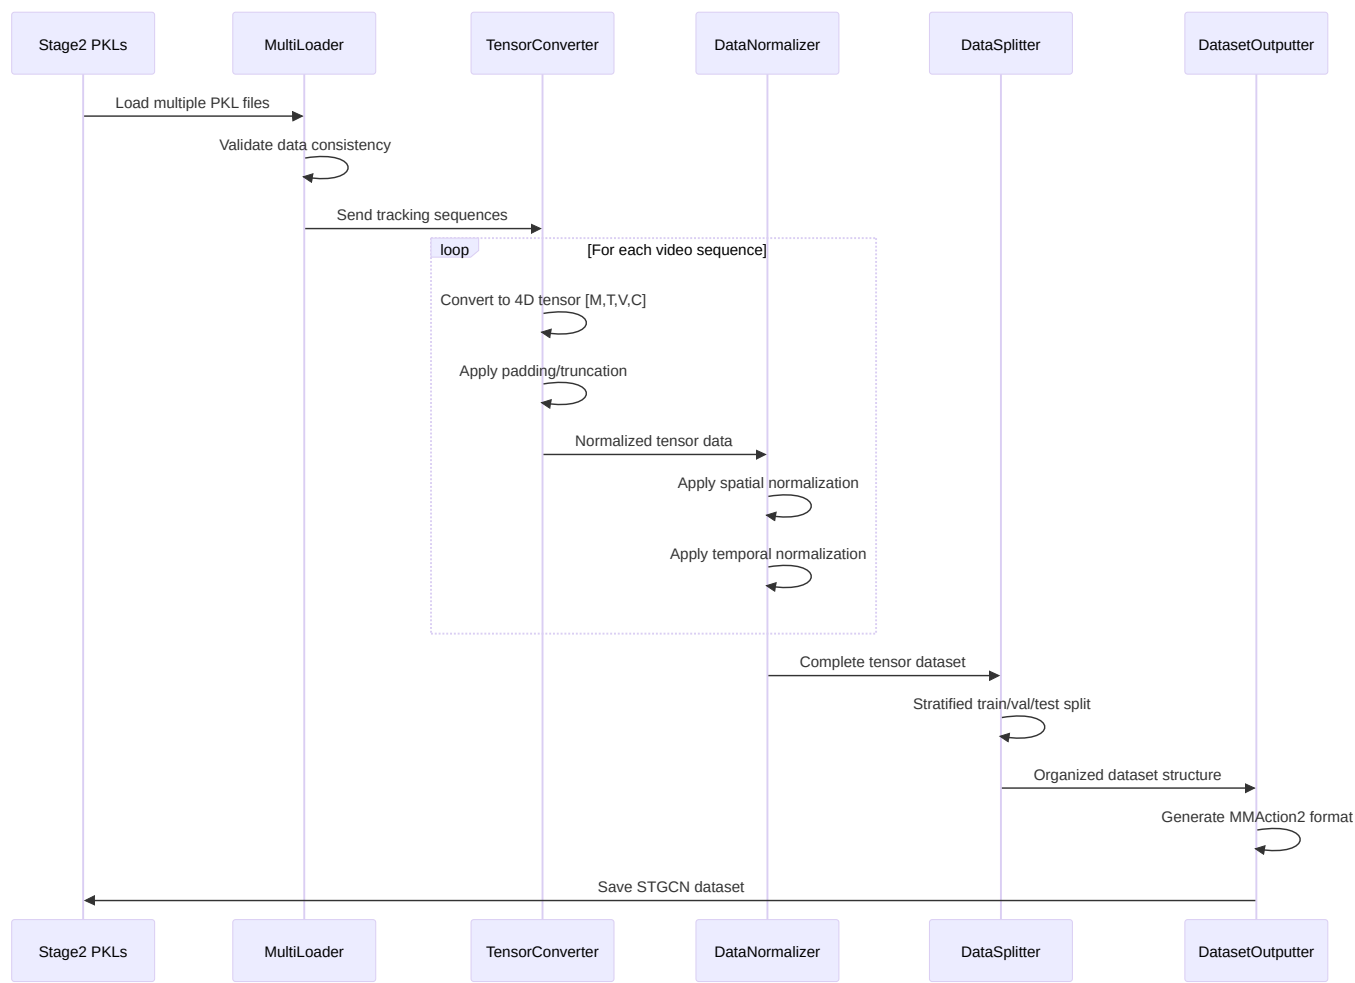 Stage2 PKLs
MultiLoader
TensorConverter
DataNormalizer
DataSplitter
DatasetOutputter
Load multiple PKL files
Validate data consistency
Send tracking sequences
loop
[For each video sequence]
Convert to 4D tensor [M,T,V,C]
Apply padding/truncation
Normalized tensor data
Apply spatial normalization
Apply temporal normalization
Complete tensor dataset
Stratified train/val/test split
Organized dataset structure
Generate MMAction2 format
Save STGCN dataset
Stage2 PKLs
MultiLoader
TensorConverter
DataNormalizer
DataSplitter
DatasetOutputter